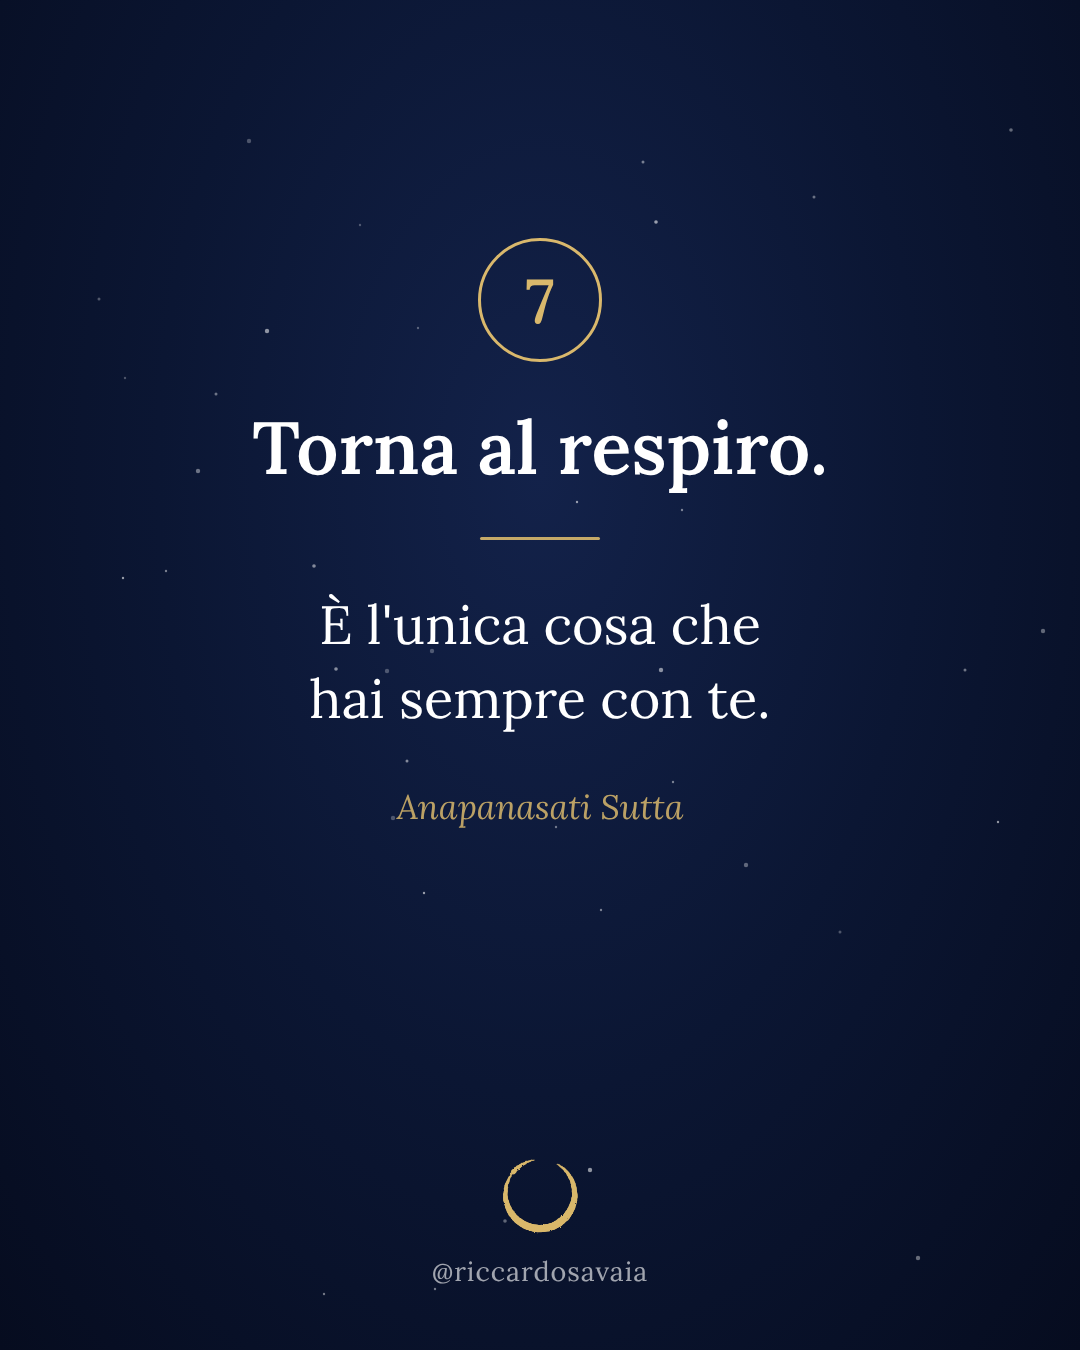 7
Torna al respiro.
È l'unica cosa che
hai sempre con te.
Anapanasati Sutta
@riccardosavaia